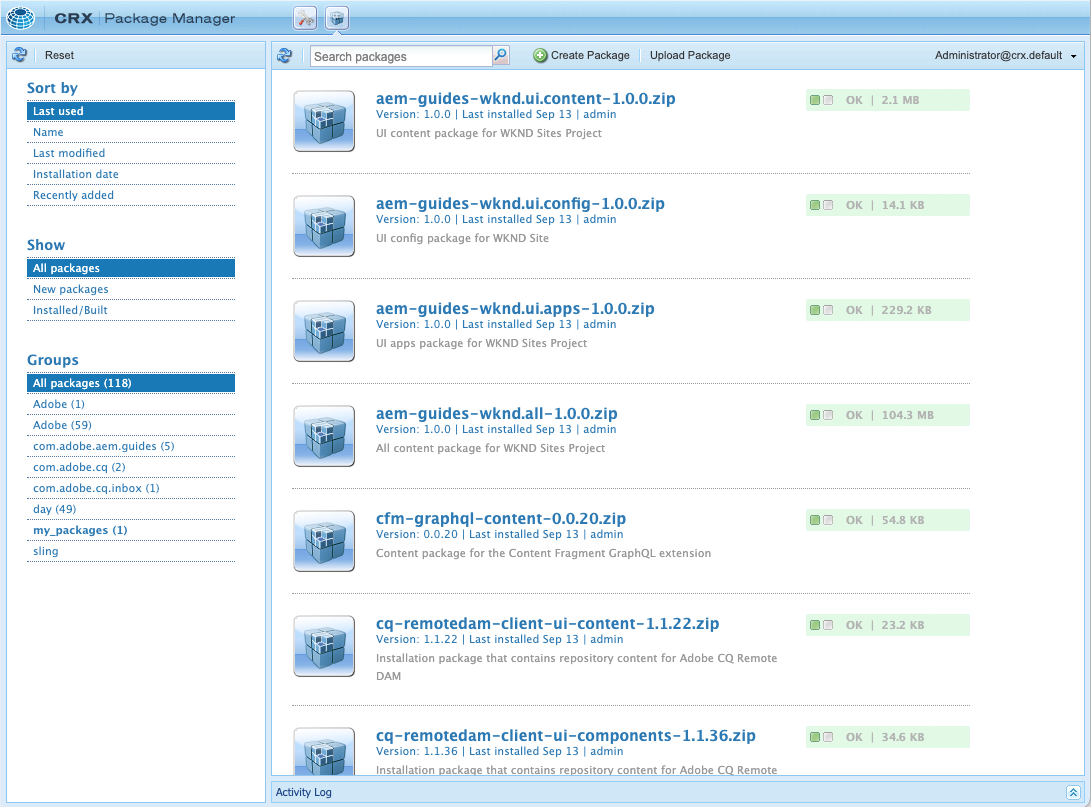 CRX | Package Manager
Reset
Sort by
Last used
Name
Last modified
Installation date
Recently added
Show
All packages
New packages
Installed/Built
Groups
All packages (118)
Adobe (1)
Adobe (59)
com.adobe.aem.guides (5)
com.adobe.cq (2)
com.adobe.cq.inbox (1)
day (49)
my_packages (1)
sling
Search packages
Create Package
Upload Package
Administrator@crx.default
aem-guides-wknd.ui.content-1.0.0.zip
Version: 1.0.0 | Last installed Sep 13 | admin
UI content package for WKND Sites Project
OK | 2.1 MB
aem-guides-wknd.ui.config-1.0.0.zip
Version: 1.0.0 | Last installed Sep 13 | admin
UI config package for WKND Site
OK | 14.1 KB
aem-guides-wknd.ui.apps-1.0.0.zip
Version: 1.0.0 | Last installed Sep 13 | admin
UI apps package for WKND Sites Project
OK | 229.2 KB
aem-guides-wknd.all-1.0.0.zip
Version: 1.0.0 | Last installed Sep 13 | admin
All content package for WKND Sites Project
OK | 104.3 MB
cfm-graphql-content-0.0.20.zip
Version: 0.0.20 | Last installed Sep 13 | admin
Content package for the Content Fragment GraphQL extension
OK | 54.8 KB
cq-remotedam-client-ui-content-1.1.22.zip
Version: 1.1.22 | Last installed Sep 13 | admin
Installation package that contains repository content for Adobe CQ Remote
DAM
OK | 23.2 KB
cq-remotedam-client-ui-components-1.1.36.zip
Version: 1.1.36 | Last installed Sep 13 | admin
Installation package that contains repository content for Adobe CQ Remote
OK | 34.6 KB
Activity Log